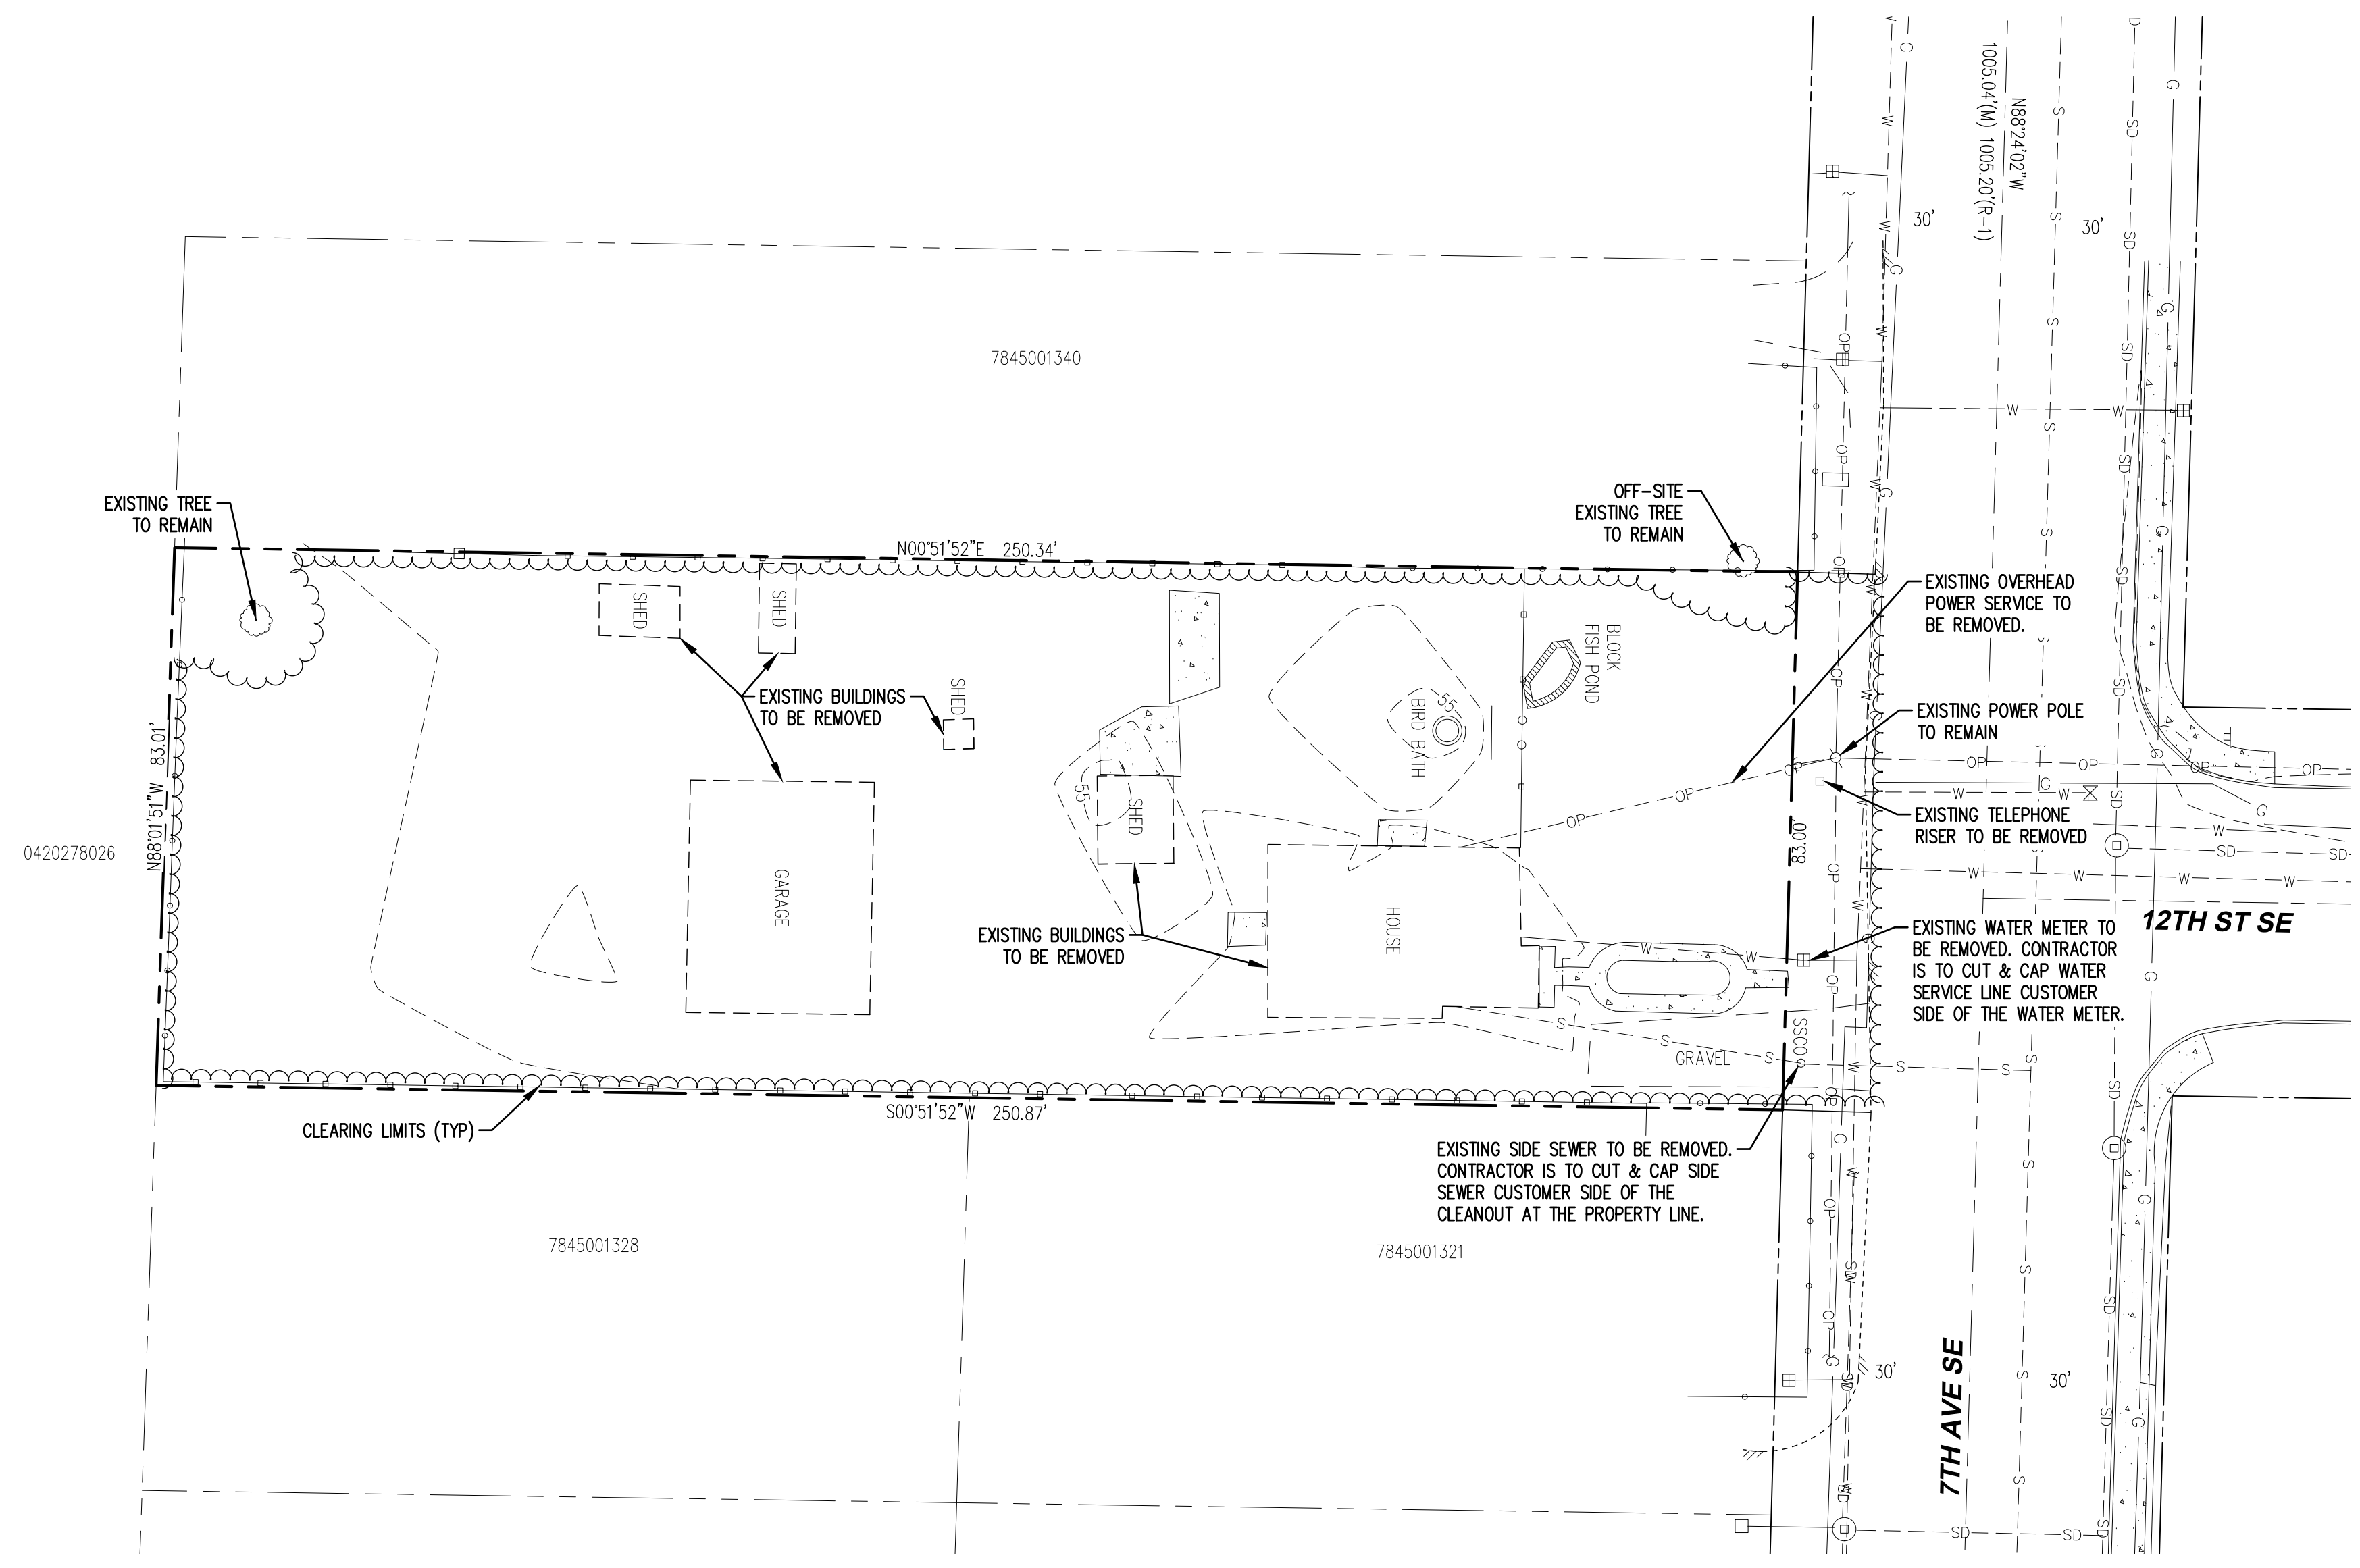 N88°24'02"W
1005.04'(M) 1005.20'(R-1)
30'
30'
7845001340
EXISTING TREE
TO REMAIN
OFF-SITE
EXISTING TREE
TO REMAIN
N00°51'52"E 250.34'
EXISTING OVERHEAD
POWER SERVICE TO
BE REMOVED.
SHED
SHED
SHED
EXISTING BUILDINGS
TO BE REMOVED
BLOCK
FISH POND
55
BIRD BATH
55
SHED
EXISTING POWER POLE
TO REMAIN
EXISTING TELEPHONE
RISER TO BE REMOVED
83.00'
N88°01'51"W 83.01'
0420278026
GARAGE
HOUSE
EXISTING BUILDINGS
TO BE REMOVED
12TH ST SE
EXISTING WATER METER TO
BE REMOVED. CONTRACTOR
IS TO CUT & CAP WATER
SERVICE LINE CUSTOMER
SIDE OF THE WATER METER.
SSCO
GRAVEL
S00°51'52"W 250.87'
CLEARING LIMITS (TYP)
EXISTING SIDE SEWER TO BE REMOVED.
CONTRACTOR IS TO CUT & CAP SIDE
SEWER CUSTOMER SIDE OF THE
CLEANOUT AT THE PROPERTY LINE.
7845001328
7845001321
30'
30'
7TH AVE SE
W
G
S
SD
OP